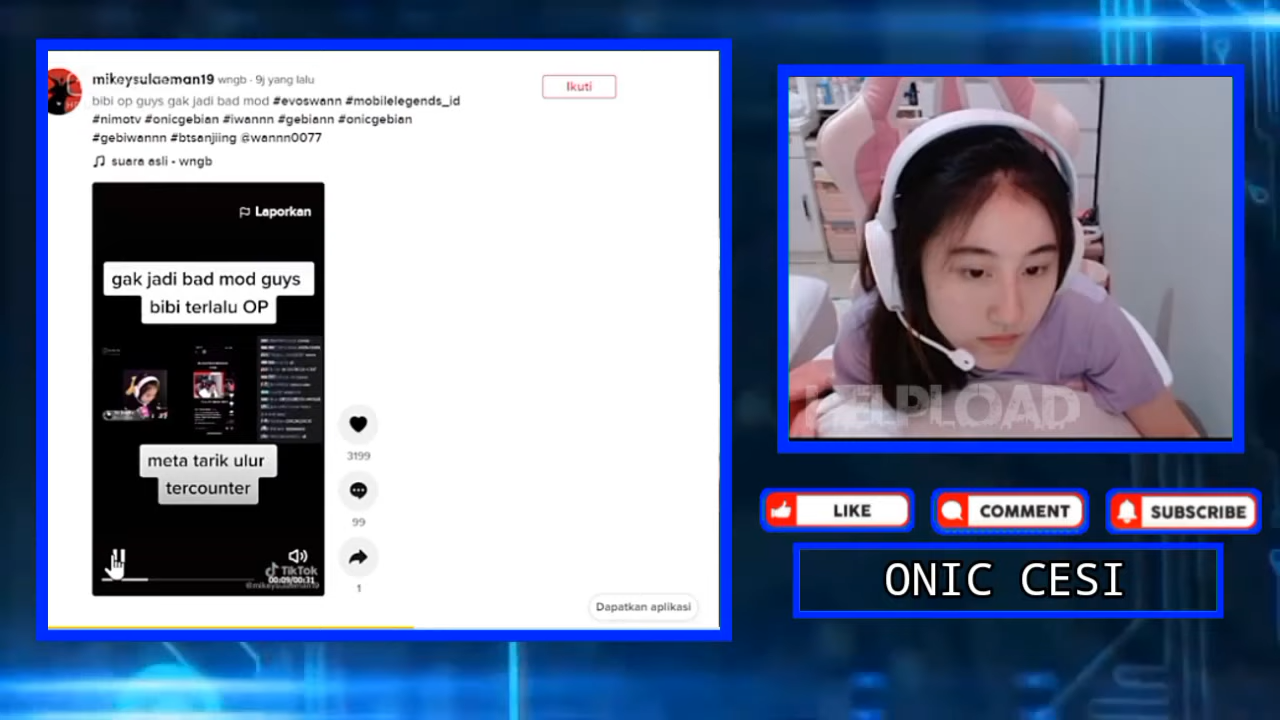 mikeysulaeman19 wngb · 9j yang lalu
Ikuti
bibi op guys gak jadi bad mod #evoswann #mobilelegends_id
#nimotv #onicgebian #iwannn #gebiann #onicgebian
#gebiwannn #btsanjiing @wannn0077
suara asli - wngb
Laporkan
gak jadi bad mod guys
bibi terlalu OP
meta tarik ulur
tercounter
TikTok
00:09/00:31
@mikeysulaeman19
3199
99
1
Dapatkan aplikasi
HELPLOAD
LIKE
COMMENT
SUBSCRIBE
ONIC CESI